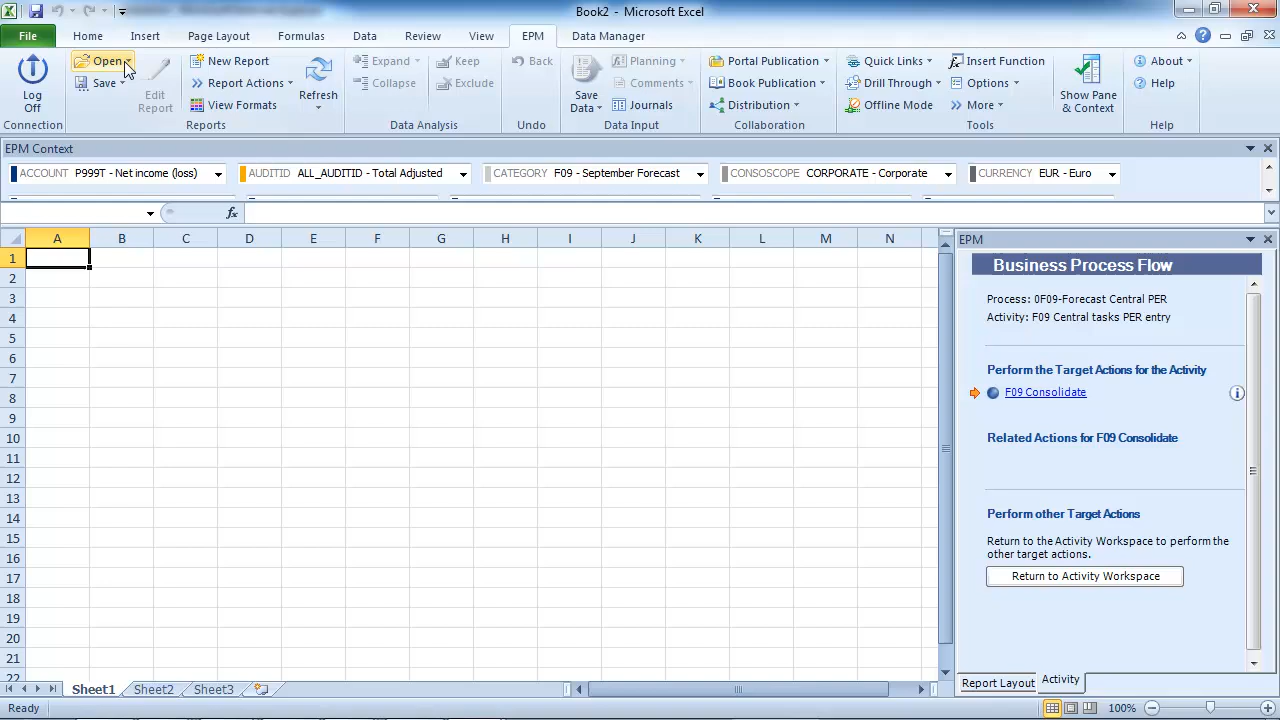 Book2 - Microsoft Excel
File Home Insert Page Layout Formulas Data Review View EPM Data Manager
Log Off
Connection
Open
Save
Edit Report
New Report
Report Actions
View Formats
Refresh
Reports
Expand
Collapse
Keep
Exclude
Data Analysis
Back
Undo
Save Data
Planning
Comments
Journals
Data Input
Portal Publication
Book Publication
Distribution
Collaboration
Quick Links
Drill Through
Offline Mode
Insert Function
Options
More
Tools
Show Pane & Context
About
Help
Help
EPM Context
ACCOUNT P999T - Net income (loss) AUDITID ALL_AUDITID - Total Adjusted CATEGORY F09 - September Forecast CONSOSCOPE CORPORATE - Corporate CURRENCY EUR - Euro
fx
A B C D E F G H I J K L M N
1
2
3
4
5
6
7
8
9
10
11
12
13
14
15
16
17
18
19
20
21
22
EPM
Business Process Flow
Process: 0F09-Forecast Central PER
Activity: F09 Central tasks PER entry
Perform the Target Actions for the Activity
F09 Consolidate
Related Actions for F09 Consolidate
Perform other Target Actions
Return to the Activity Workspace to perform the
other target actions.
Return to Activity Workspace
Report Layout Activity
Sheet1 Sheet2 Sheet3
Ready 100%